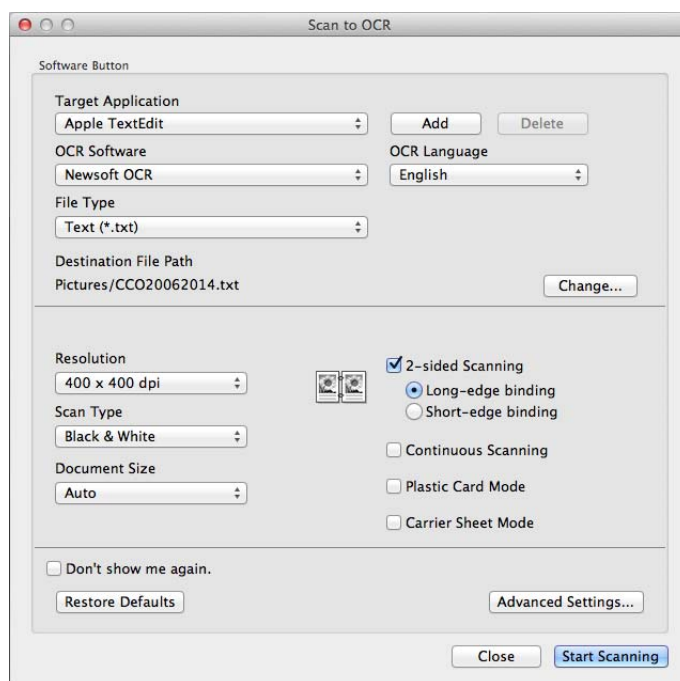 Scan to OCR
Software Button
Target Application
Apple TextEdit Add Delete
OCR Software OCR Language
Newsoft OCR English
File Type
Text (*.txt)
Destination File Path
Pictures/CCO20062014.txt Change...
Resolution 2-sided Scanning
400 x 400 dpi Long-edge binding
Scan Type Short-edge binding
Black & White
Continuous Scanning
Document Size
Auto Plastic Card Mode
Carrier Sheet Mode
Don't show me again.
Restore Defaults Advanced Settings...
Close Start Scanning